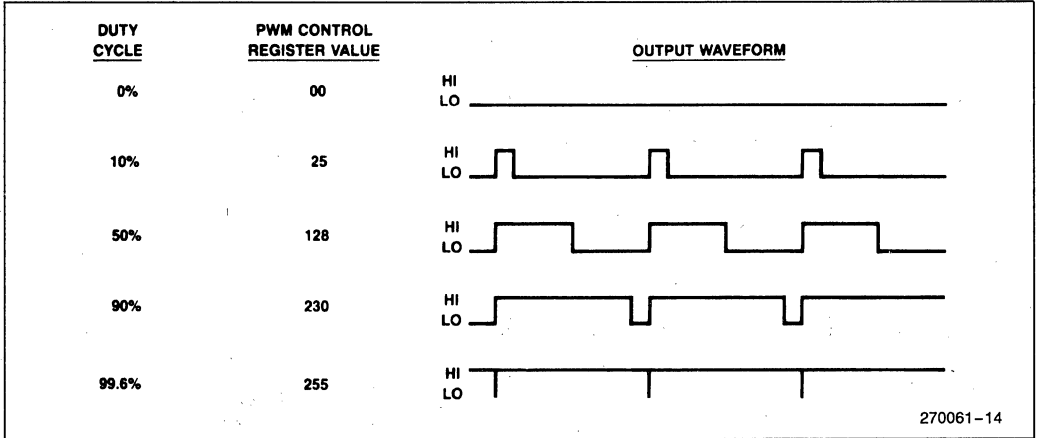 DUTY CYCLE
PWM CONTROL REGISTER VALUE
OUTPUT WAVEFORM
0% 00 HI LO
10% 25 HI LO
50% 128 HI LO
90% 230 HI LO
99.6% 255 HI LO
270061-14